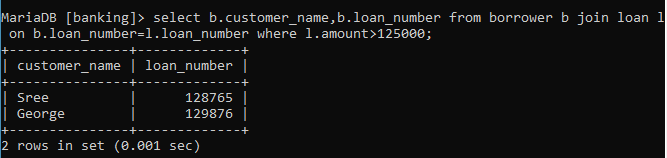 MariaDB [banking]> select b.customer_name,b.loan_number from borrower b join loan l
 on b.loan_number=l.loan_number where l.amount>125000;
+---------------+-------------+
| customer_name | loan_number |
+---------------+-------------+
| Sree          |      128765 |
| George        |      129876 |
+---------------+-------------+
2 rows in set (0.001 sec)